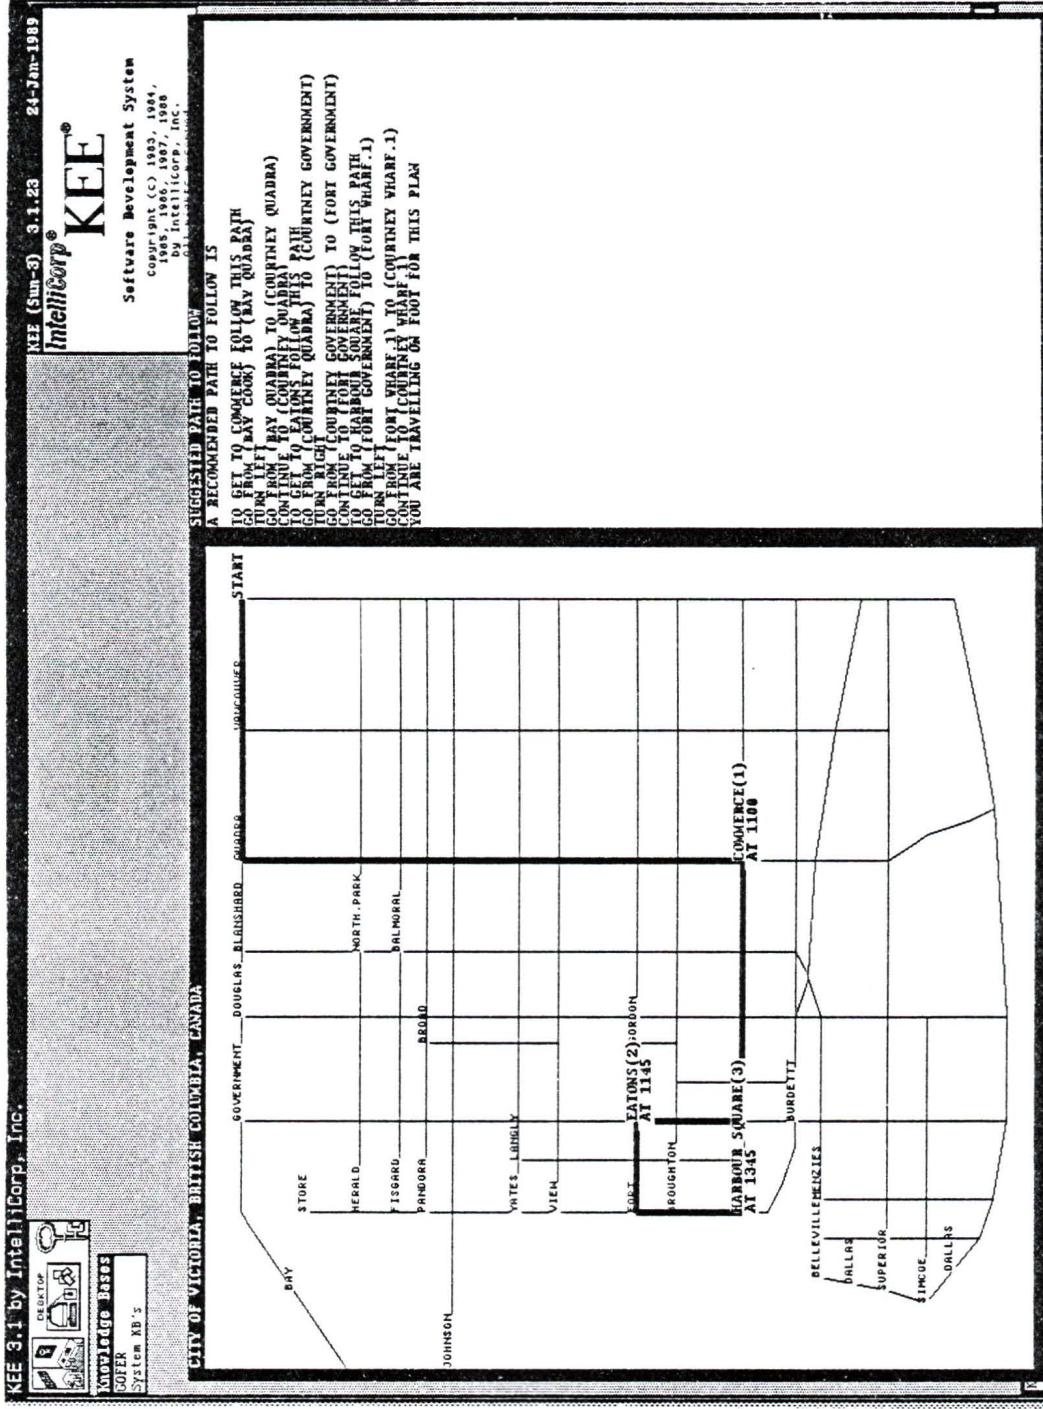 KEE 3.1 by IntelliCorp, Inc.
KEE (Sun-3) 3.1.23 24-Jan-1989
IntelliCorp®
KEE®
Software Development System
Copyright (c) 1983, 1984,
1985, 1986, 1987, 1988
by IntelliCorp, Inc.
DESKTOP
Knowledge Bases
GOFER
System KB's
CITY OF VICTORIA, BRITISH COLUMBIA, CANADA
GOVERNMENT
DOUGLAS
BLANSHARD
QUADRA
VANCOUVER
START
BAY
STORE
HERALD
NORTH.PARK
FISGARD
BALMORAL
PANDORA
BROAD
JOHNSON
YATES
LANGLY
VIEW
FORT
EATONS(2)
AT 1145
GORDON
BROUGHTON
HARBOUR SQUARE(3)
AT 1345
COMMERCE(1)
AT 1100
BURDETTI
BELLEVILLE
MENZIES
DALLAS
SUPERIOR
SIMCOE
DALLAS
SUGGESTED PATH TO FOLLOW
A RECOMMENDED PATH TO FOLLOW IS
TO GET TO COMMERCE FOLLOW THIS PATH
GO FROM (BAY COOK) TO (BAY QUADRA)
TURN LEFT
GO FROM (BAY QUADRA) TO (COURTNEY QUADRA)
CONTINUE TO (COURTNEY QUADRA)
TO GET TO EATONS FOLLOW THIS PATH
GO FROM (COURTNEY QUADRA) TO (COURTNEY GOVERNMENT)
TURN RIGHT
GO FROM (COURTNEY GOVERNMENT) TO (FORT GOVERNMENT)
CONTINUE TO (FORT GOVERNMENT)
TO GET TO HARBOUR SQUARE FOLLOW THIS PATH
GO FROM (FORT GOVERNMENT) TO (FORT WHARF.1)
TURN LEFT
GO FROM (FORT WHARF.1) TO (COURTNEY WHARF.1)
CONTINUE TO (COURTNEY WHARF.1)
YOU ARE TRAVELLING ON FOOT FOR THIS PLAN